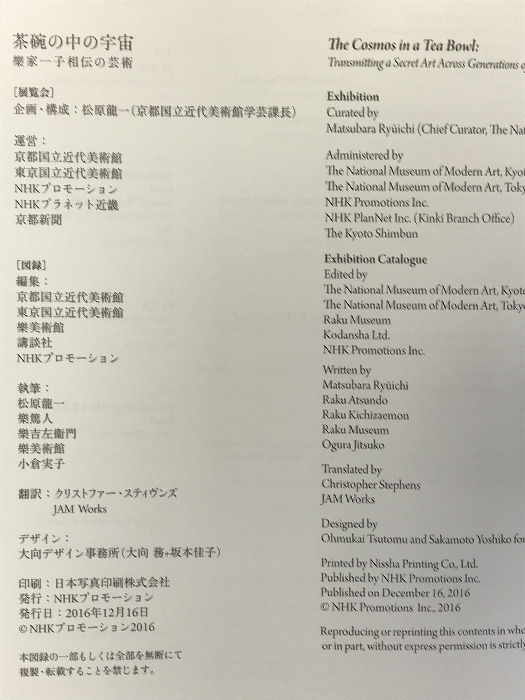 茶碗の中の宇宙
樂家一子相伝の芸術
[展覧会]
企画・構成：松原龍一(京都国立近代美術館学芸課長)
運営：
京都国立近代美術館
東京国立近代美術館
NHKプロモーション
NHKプラネット近畿
京都新聞
[図録]
編集：
京都国立近代美術館
東京国立近代美術館
樂美術館
講談社
NHKプロモーション
執筆：
松原龍一
樂篤人
樂吉左衞門
樂美術館
小倉実子
翻訳：クリストファー・スティヴンズ
JAM Works
デザイン：
大向デザイン事務所(大向 務+坂本佳子)
印刷：日本写真印刷株式会社
発行：NHKプロモーション
発行日：2016年12月16日
©NHKプロモーション2016
本図録の一部もしくは全部を無断にて
複製・転載することを禁じます。
The Cosmos in a Tea Bowl:
Transmitting a Secret Art Across Generations
Exhibition
Curated by
Matsubara Ryūichi (Chief Curator, The
Administered by
The National Museum of Modern Art,
The National Museum of Modern Art,
NHK Promotions Inc.
NHK PlanNet Inc. (Kinki Branch Office)
The Kyoto Shimbun
Exhibition Catalogue
Edited by
The National Museum of Modern Art, Kyoto
The National Museum of Modern Art, Tokyo
Raku Museum
Kodansha Ltd.
NHK Promotions Inc.
Written by
Matsubara Ryūichi
Raku Atsundo
Raku Kichizaemon
Raku Museum
Ogura Jitsuko
Translated by
Christopher Stephens
JAM Works
Designed by
Ohmukai Tsutomu and Sakamoto Yoshiko for
Printed by Nissha Printing Co., Ltd.
Published by NHK Promotions Inc.
Published on December 16, 2016
© NHK Promotions Inc., 2016
Reproducing or reprinting this contents in
or in part, without express permission is